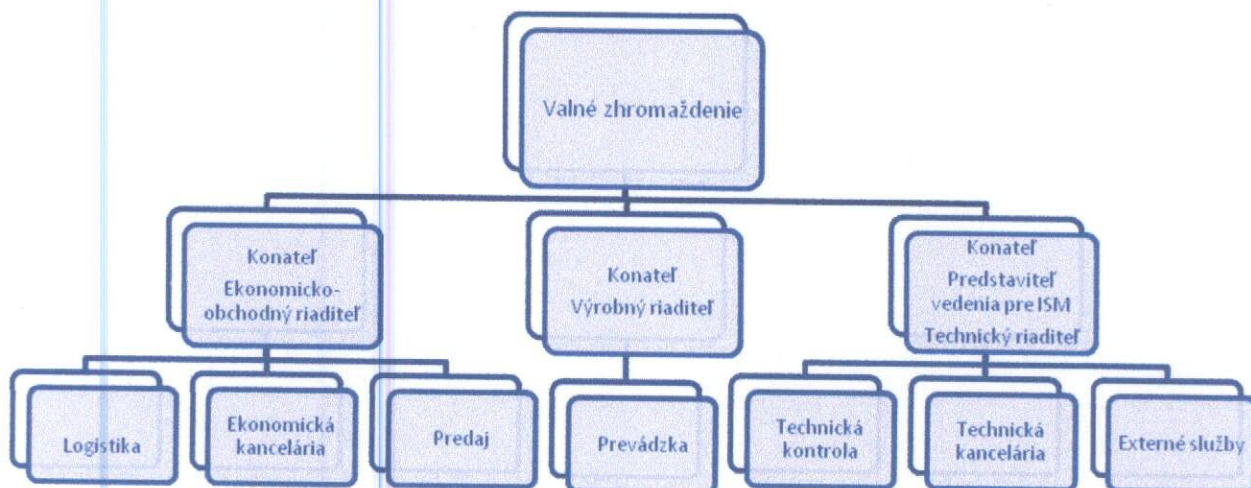 Valné zhromaždenie
Konateľ
Ekonomicko-
obchodný riaditeľ
Konateľ
Výrobný riaditeľ
Konateľ
Predstaviteľ
vedenia pre ISM
Technický riaditeľ
Logistika
Ekonomická
kancelária
Predaj
Prevádzka
Technická
kontrola
Technická
kancelária
Externé služby